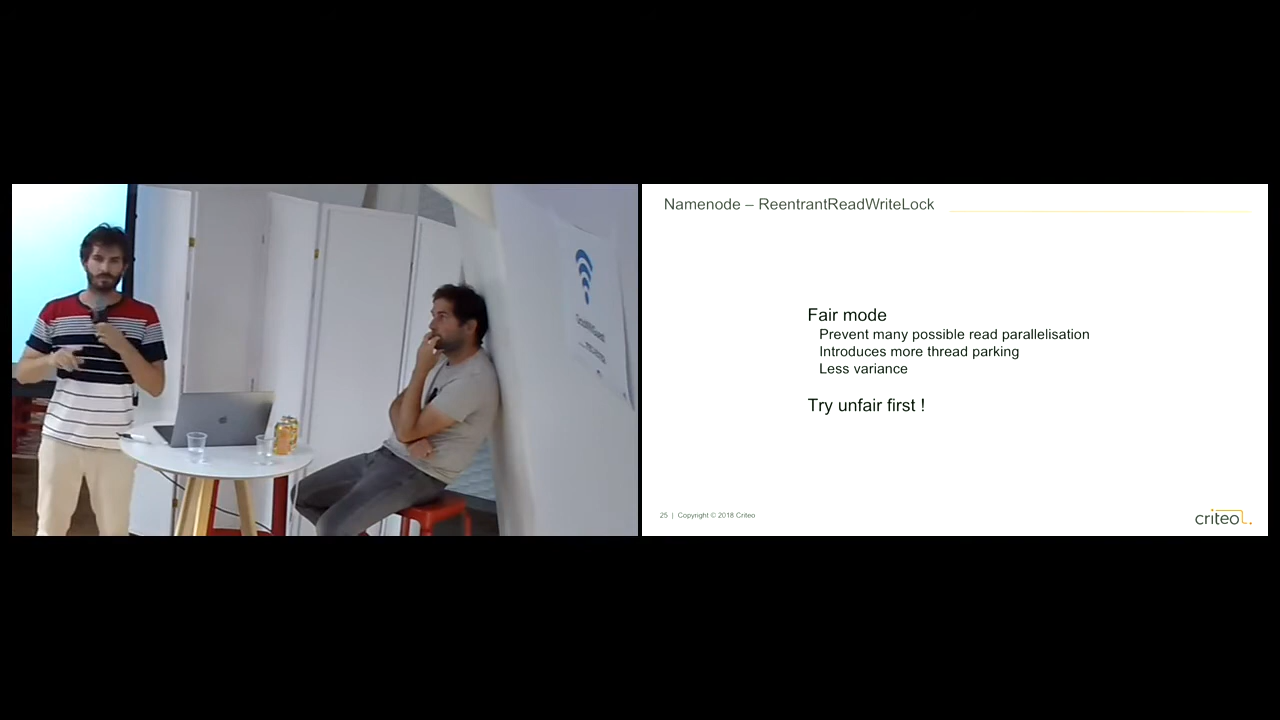 Namenode – ReentrantReadWriteLock
Fair mode
Prevent many possible read parallelisation
Introduces more thread parking
Less variance
Try unfair first !
25 | Copyright © 2018 Criteo
criteo